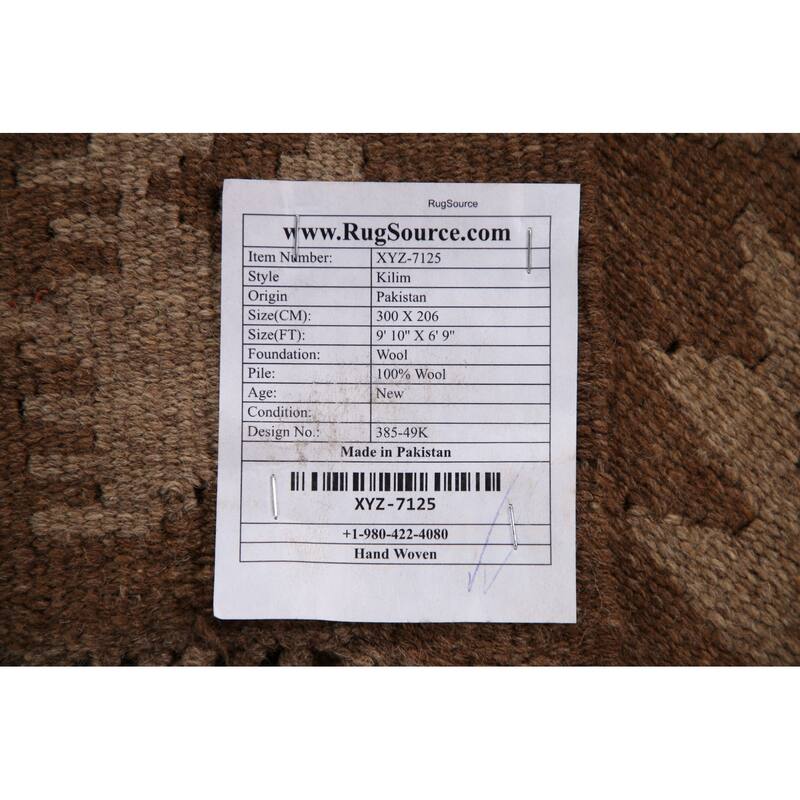 RugSource
www.RugSource.com
Item Number: XYZ-7125
Style Kilim
Origin Pakistan
Size(CM): 300 X 206
Size(FT): 9' 10" X 6' 9"
Foundation: Wool
Pile: 100% Wool
Age: New
Condition:
Design No.: 385-49K
Made in Pakistan
XYZ-7125
+1-980-422-4080
Hand Woven